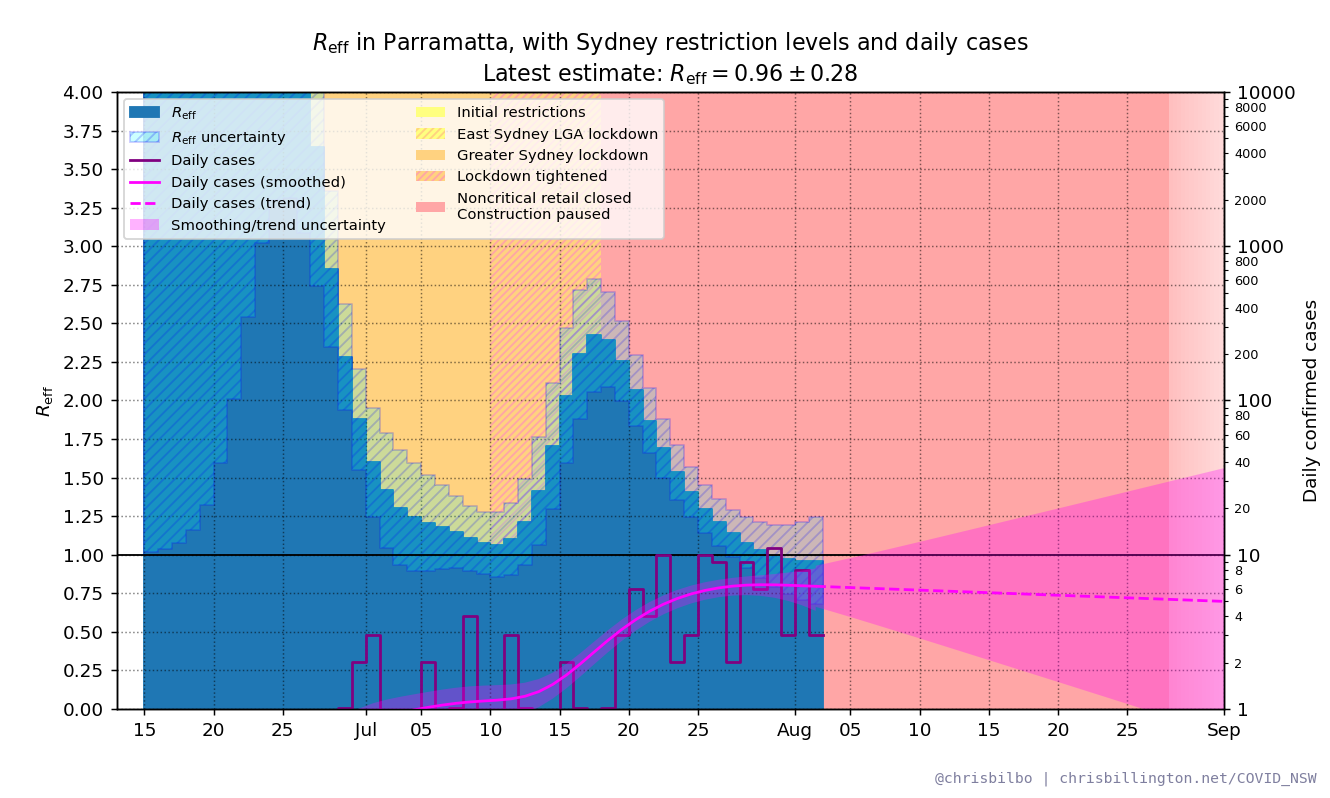 Reff in Parramatta, with Sydney restriction levels and daily cases
Latest estimate: Reff = 0.96 ± 0.28
Reff
Reff uncertainty
Daily cases
Daily cases (smoothed)
Daily cases (trend)
Smoothing/trend uncertainty
Initial restrictions
East Sydney LGA lockdown
Greater Sydney lockdown
Lockdown tightened
Noncritical retail closed
Construction paused
4.00
3.75
3.50
3.25
3.00
2.75
2.50
2.25
2.00
1.75
1.50
1.25
1.00
0.75
0.50
0.25
0.00
Reff
10000
8000
6000
4000
2000
1000
800
600
400
200
100
80
60
40
20
10
8
6
4
2
1
Daily confirmed cases
15 20 25 Jul 05 10 15 20 25 Aug 05 10 15 20 25 Sep
@chrisbilbo | chrisbillington.net/COVID_NSW